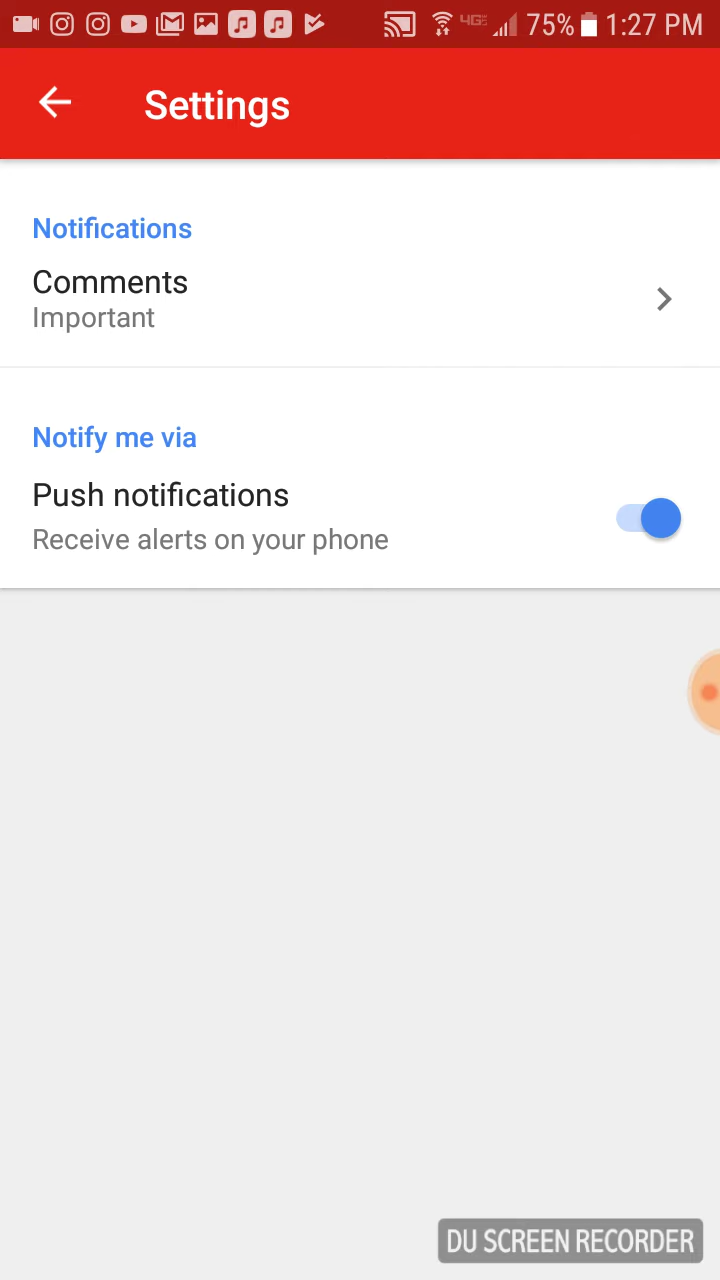 4G 75% 1:27 PM
Settings
Notifications
Comments
Important
Notify me via
Push notifications
Receive alerts on your phone
DU SCREEN RECORDER